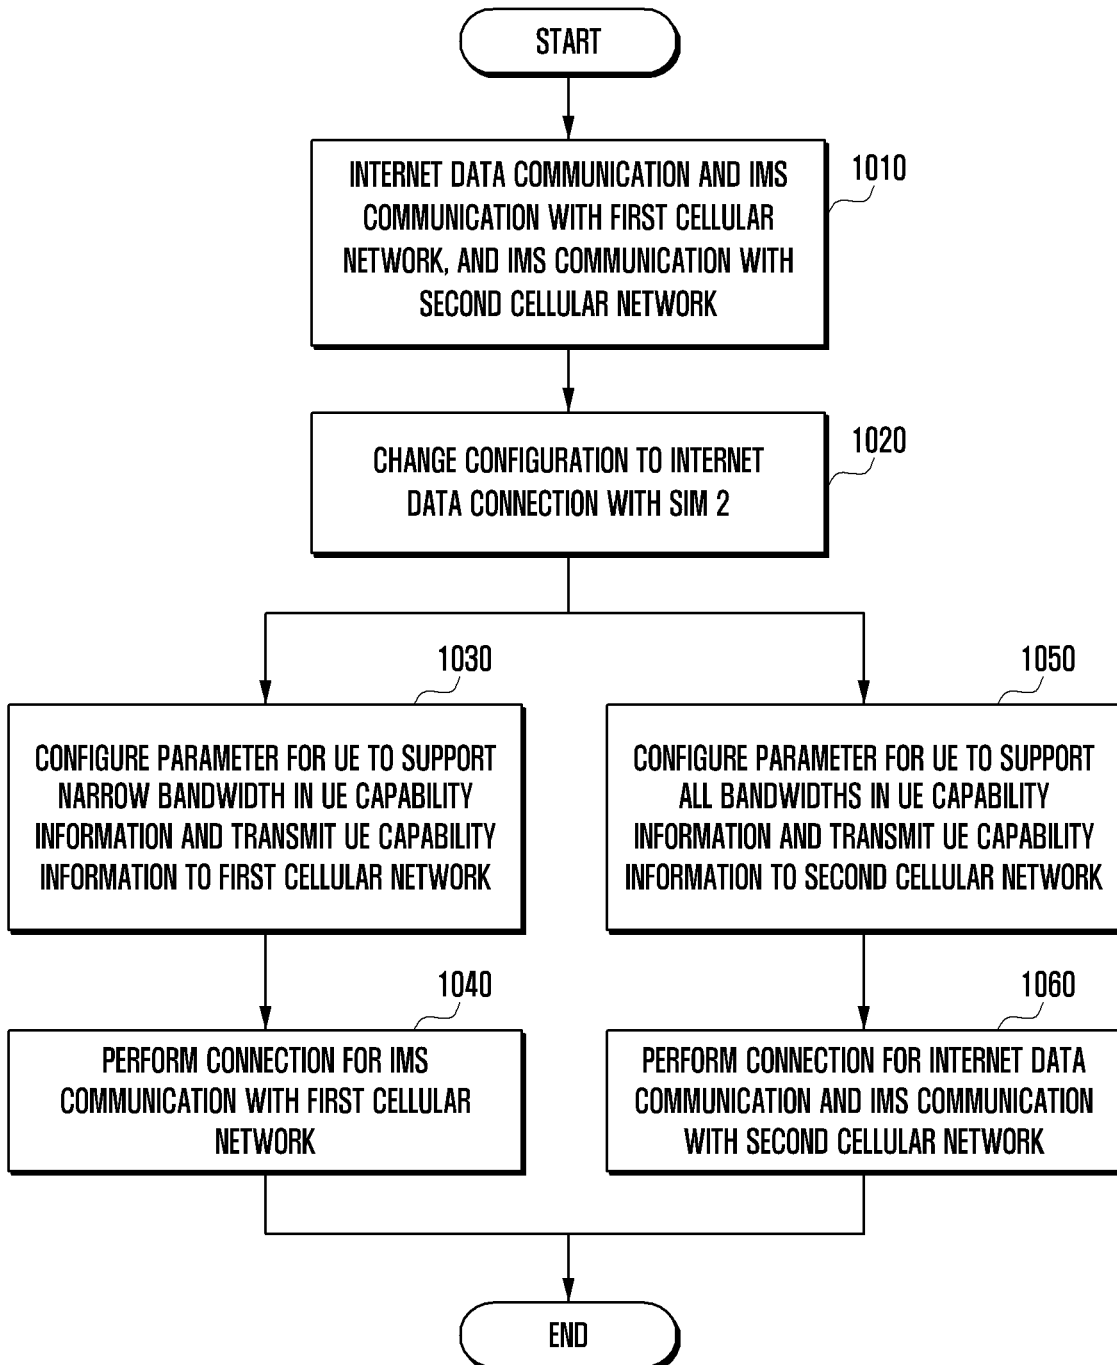 START
INTERNET DATA COMMUNICATION AND IMS
COMMUNICATION WITH FIRST CELLULAR
NETWORK, AND IMS COMMUNICATION WITH
SECOND CELLULAR NETWORK
1010
CHANGE CONFIGURATION TO INTERNET
DATA CONNECTION WITH SIM 2
1020
1030
CONFIGURE PARAMETER FOR UE TO SUPPORT
NARROW BANDWIDTH IN UE CAPABILITY
INFORMATION AND TRANSMIT UE CAPABILITY
INFORMATION TO FIRST CELLULAR NETWORK
1050
CONFIGURE PARAMETER FOR UE TO SUPPORT
ALL BANDWIDTHS IN UE CAPABILITY
INFORMATION AND TRANSMIT UE CAPABILITY
INFORMATION TO SECOND CELLULAR NETWORK
1040
PERFORM CONNECTION FOR IMS
COMMUNICATION WITH FIRST CELLULAR
NETWORK
1060
PERFORM CONNECTION FOR INTERNET DATA
COMMUNICATION AND IMS COMMUNICATION
WITH SECOND CELLULAR NETWORK
END